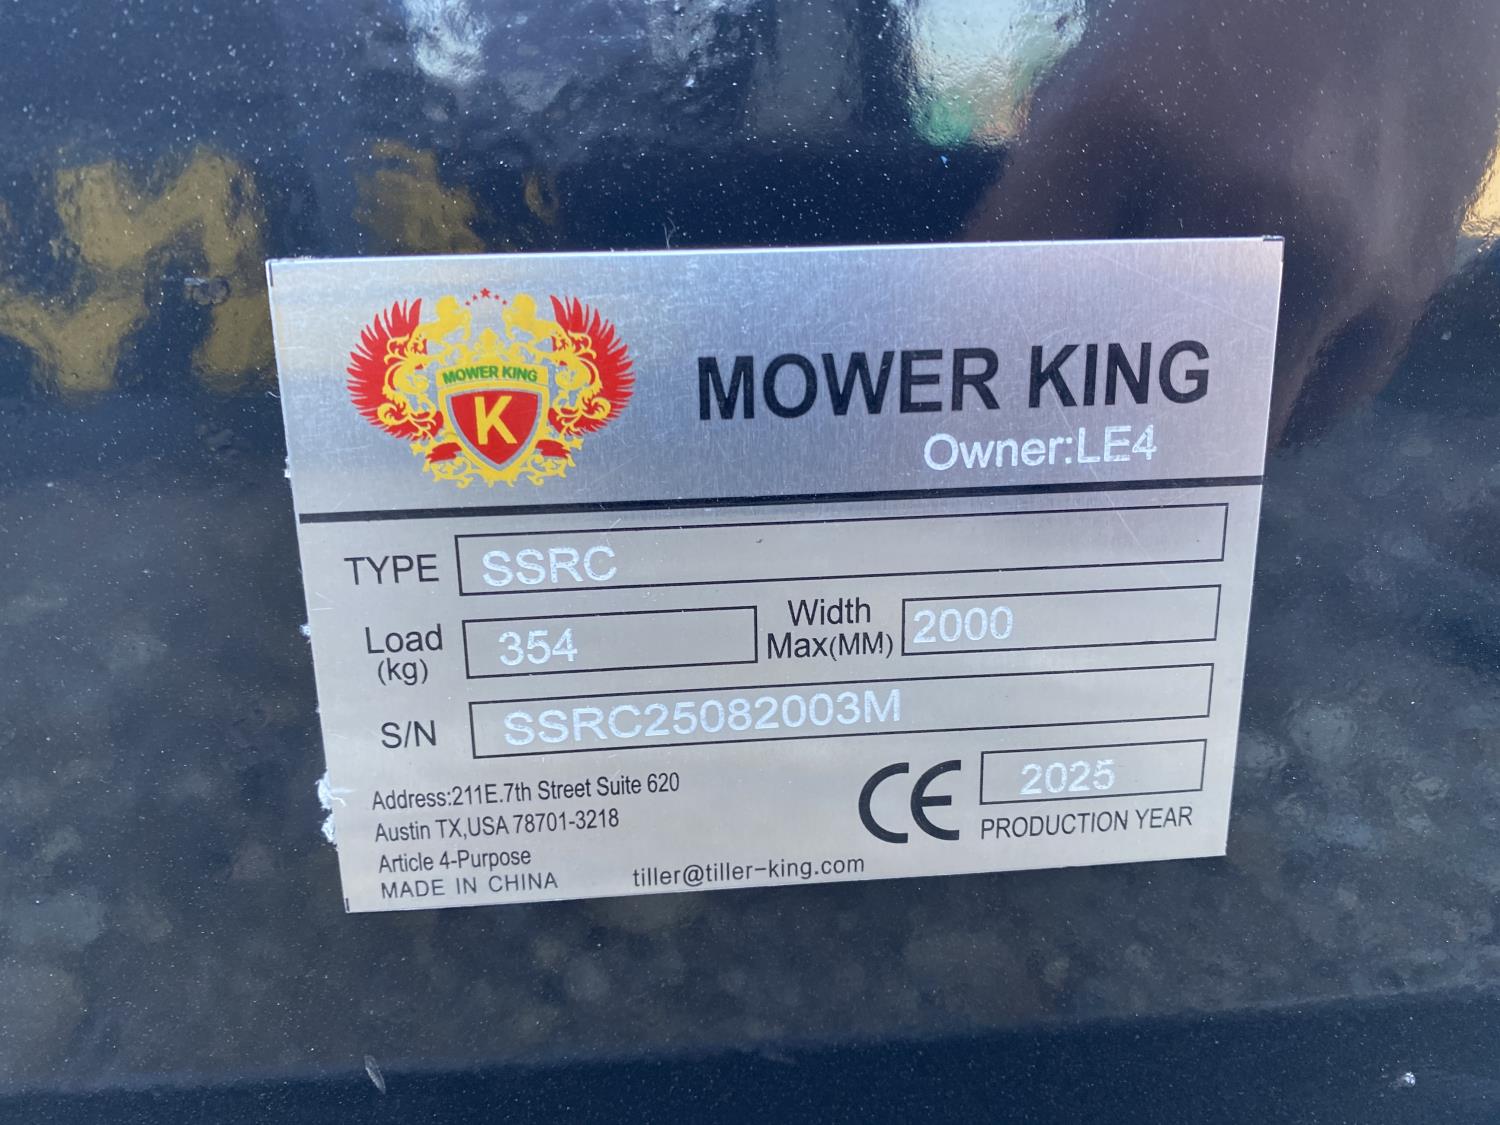 MOWER KING
K
MOWER KING
Owner:LE4
TYPE SSRC
Load (kg) 354 Width Max(MM) 2000
S/N SSRC25082003M
Address:211E.7th Street Suite 620
Austin TX,USA 78701-3218
Article 4-Purpose
MADE IN CHINA
tiller@tiller-king.com
CE 2025
PRODUCTION YEAR